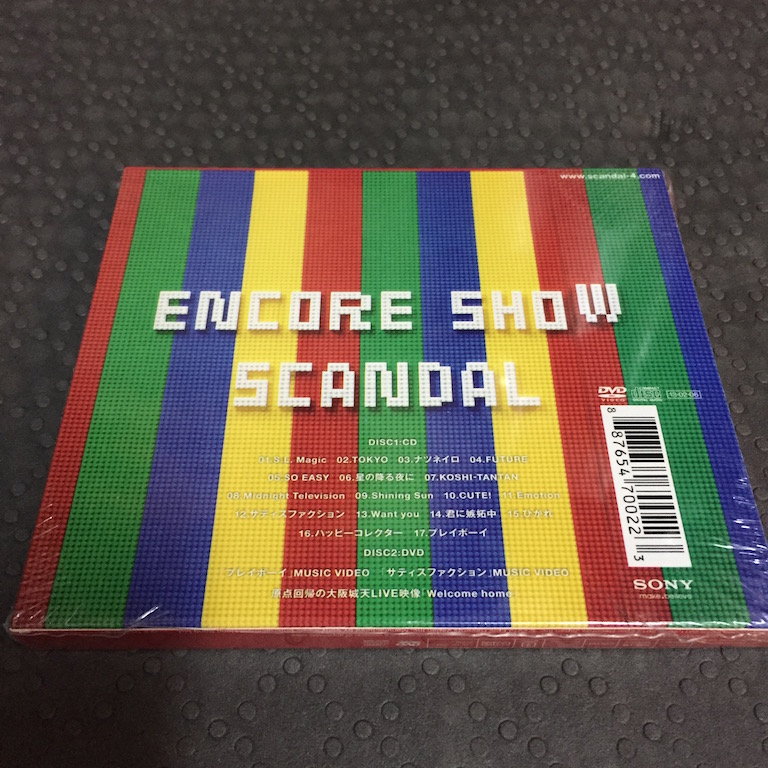 www.scandal-4.com
ENCORE SHOW
SCANDAL
DVD
VIDEO
DISC1:CD
01.S.L. Magic 02.TOKYO 03.ナツネイロ 04.FUTURE
05.SO EASY 06.星の降る夜に 07.KOSHI-TANTAN
08.Midnight Television 09.Shining Sun 10.CUTE! 11.Emotion
12.サティスファクション 13.Want you 14.君に嫉拓中 15.ひかれ
16.ハッピーコレクター 17.プレイボーイ
DISC2:DVD
プレイボーイ」MUSIC VIDEO サティスファクション」MUSIC VIDEO
原点回帰の大阪城天LIVE映像! Welcome home
8 87654 70022 3
SONY
make.believe